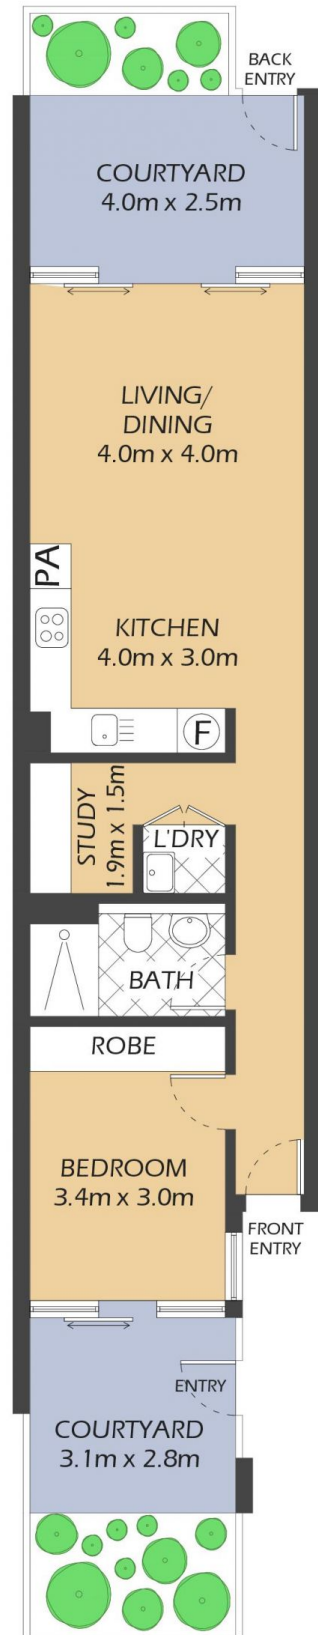 BACK
ENTRY
COURTYARD
4.0m x 2.5m
LIVING/
DINING
4.0m x 4.0m
PA
KITCHEN
4.0m x 3.0m
F
STUDY
1.9m x 1.5m
L'DRY
BATH
ROBE
BEDROOM
3.4m x 3.0m
FRONT
ENTRY
ENTRY
COURTYARD
3.1m x 2.8m